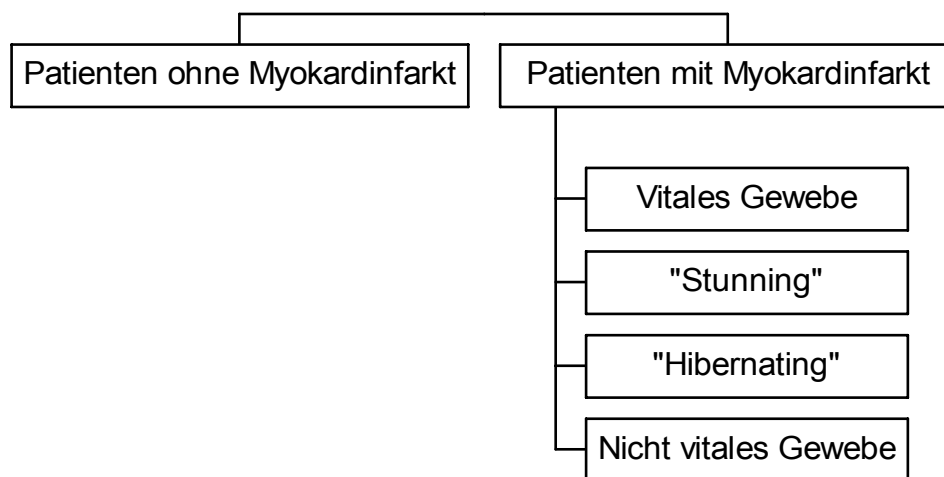 Patienten ohne Myokardinfarkt
Patienten mit Myokardinfarkt
Vitales Gewebe
"Stunning"
"Hibernating"
Nicht vitales Gewebe